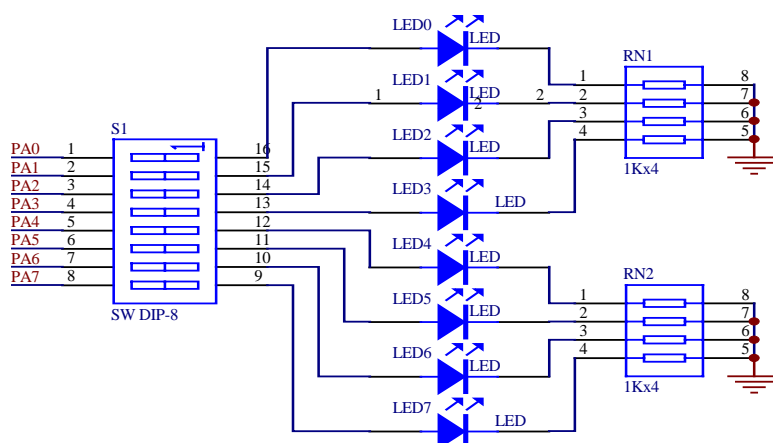 LED0
LED
LED1
1
2
2
LED2
LED
LED3
LED
LED4
LED
LED5
LED
LED6
LED
LED7
LED
S1
PA0 1 16
PA1 2 15
PA2 3 14
PA3 4 13
PA4 5 12
PA5 6 11
PA6 7 10
PA7 8 9
SW DIP-8
RN1
1 8
2 7
3 6
4 5
1Kx4
RN2
1 8
2 7
3 6
4 5
1Kx4